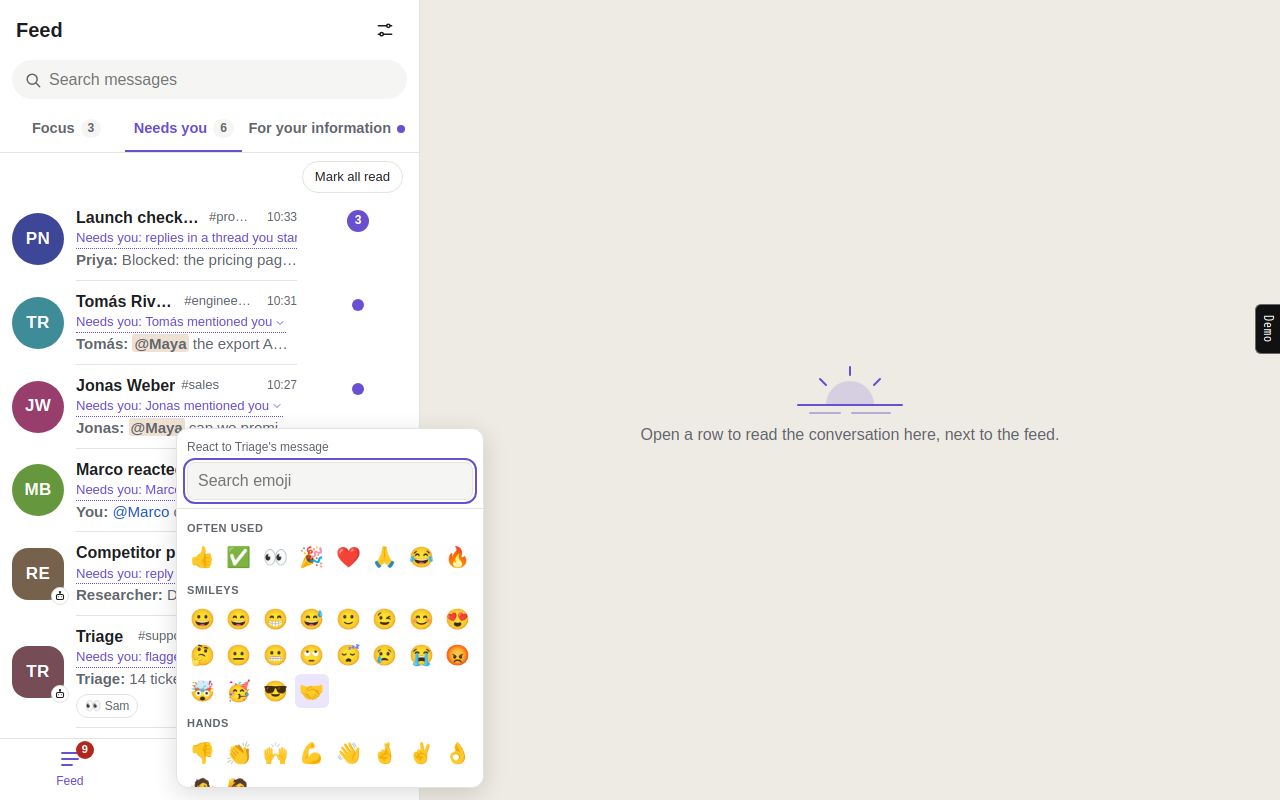 Feed
Search messages
Focus 3
Needs you 6
For your information
Mark all read
PN
Launch check… #pro… 10:33
3
Needs you: replies in a thread you star
Priya: Blocked: the pricing pag…
TR
Tomás Riv… #enginee… 10:31
Needs you: Tomás mentioned you
Tomás: @Maya the export A…
JW
Jonas Weber #sales 10:27
Needs you: Jonas mentioned you
Jonas: @Maya can we promi
MB
Marco reacte
Needs you: Marc
You: @Marco
RE
Competitor p
Needs you: reply
Researcher: D
TR
Triage #suppo
Needs you: flagge
Triage: 14 ticke
👀 Sam
9
Feed
React to Triage's message
Search emoji
OFTEN USED
SMILEYS
HANDS
Open a row to read the conversation here, next to the feed.
Demo